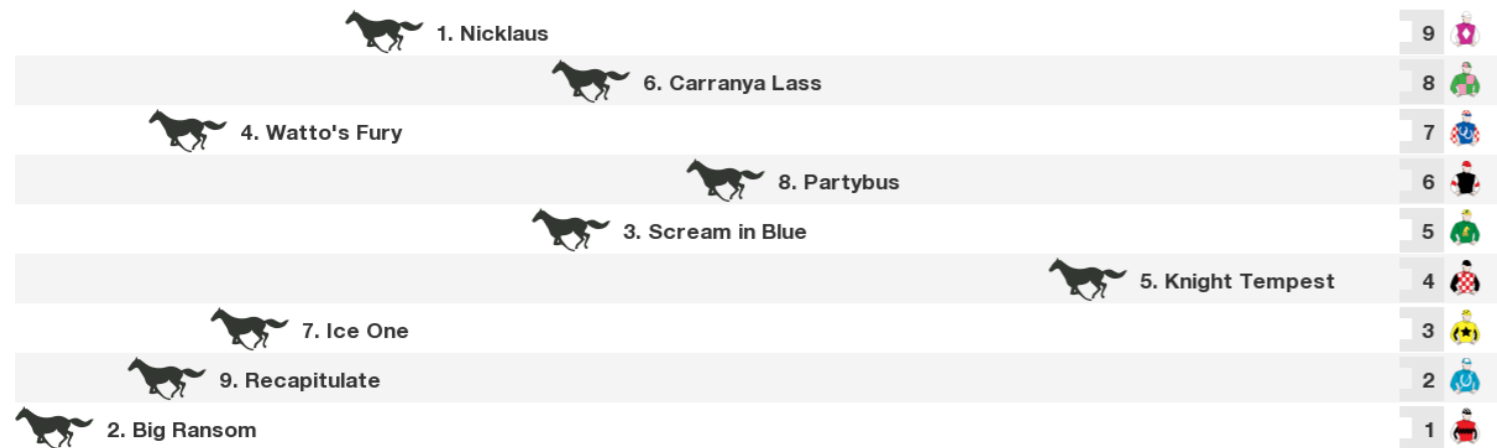 1. Nicklaus 9
6. Carranya Lass 8
4. Watto's Fury 7
8. Partybus 6
3. Scream in Blue 5
5. Knight Tempest 4
7. Ice One 3
9. Recapitulate 2
2. Big Ransom 1